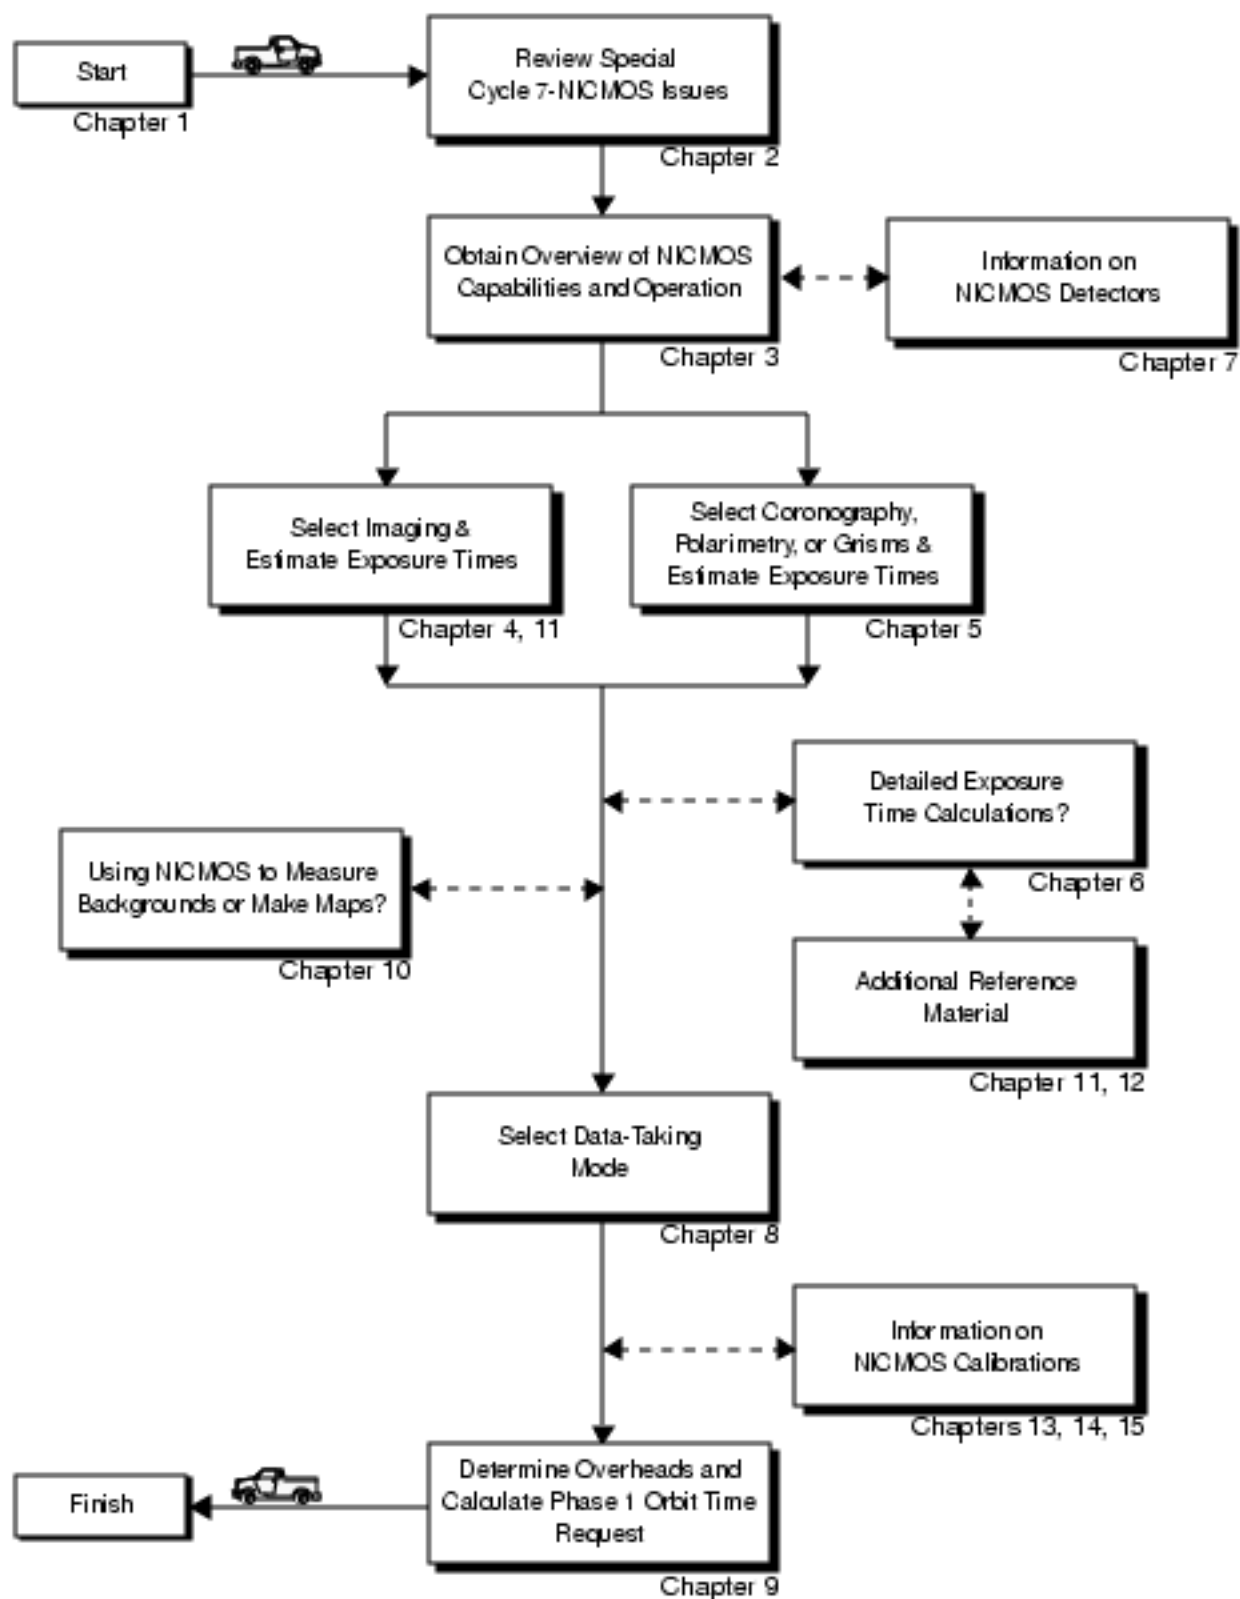 Start
Chapter 1
Review Special
Cycle 7-NICMOS Issues
Chapter 2
Obtain Overview of NICMOS
Capabilities and Operation
Chapter 3
Information on
NICMOS Detectors
Chapter 7
Select Imaging &
Estimate Exposure Times
Chapter 4, 11
Select Coronography,
Polarimetry, or Grisms &
Estimate Exposure Times
Chapter 5
Detailed Exposure
Time Calculations?
Chapter 6
Using NICMOS to Measure
Backgrounds or Make Maps?
Chapter 10
Additional Reference
Material
Chapter 11, 12
Select Data-Taking
Mode
Chapter 8
Information on
NICMOS Calibrations
Chapters 13, 14, 15
Determine Overheads and
Calculate Phase 1 Orbit Time
Request
Chapter 9
Finish